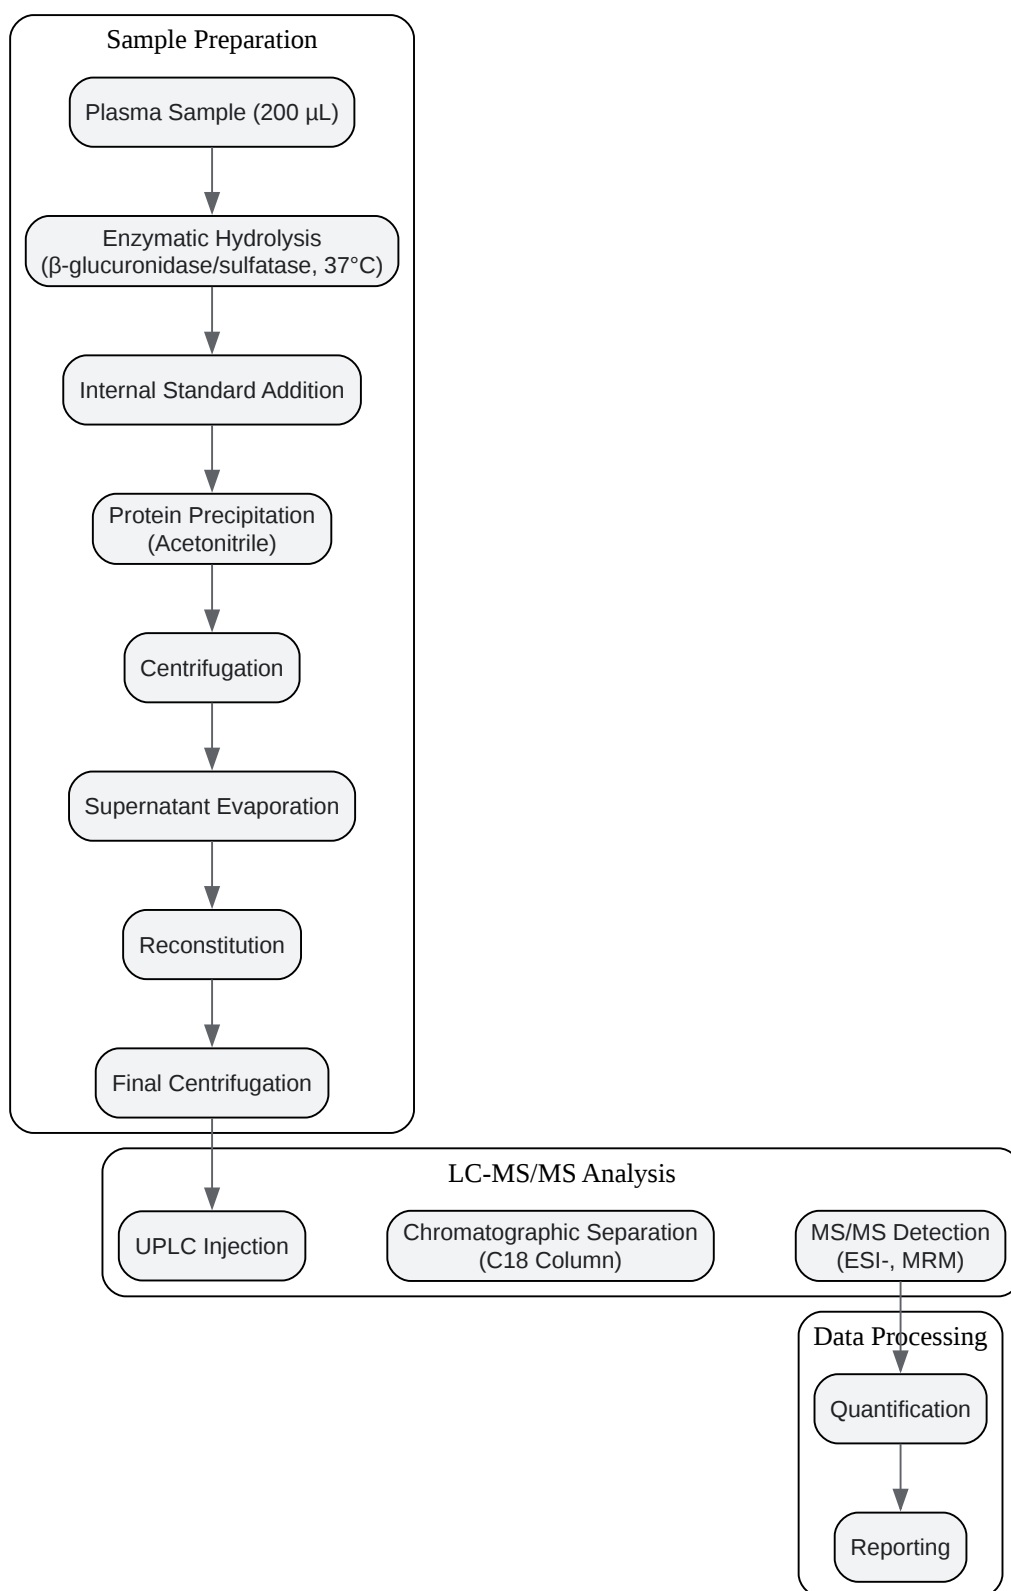 Sample Preparation
Plasma Sample (200 µL)
Enzymatic Hydrolysis
(β-glucuronidase/sulfatase, 37°C)
Internal Standard Addition
Protein Precipitation
(Acetonitrile)
Centrifugation
Supernatant Evaporation
Reconstitution
Final Centrifugation
LC-MS/MS Analysis
UPLC Injection
Chromatographic Separation
(C18 Column)
MS/MS Detection
(ESI-, MRM)
Data Processing
Quantification
Reporting